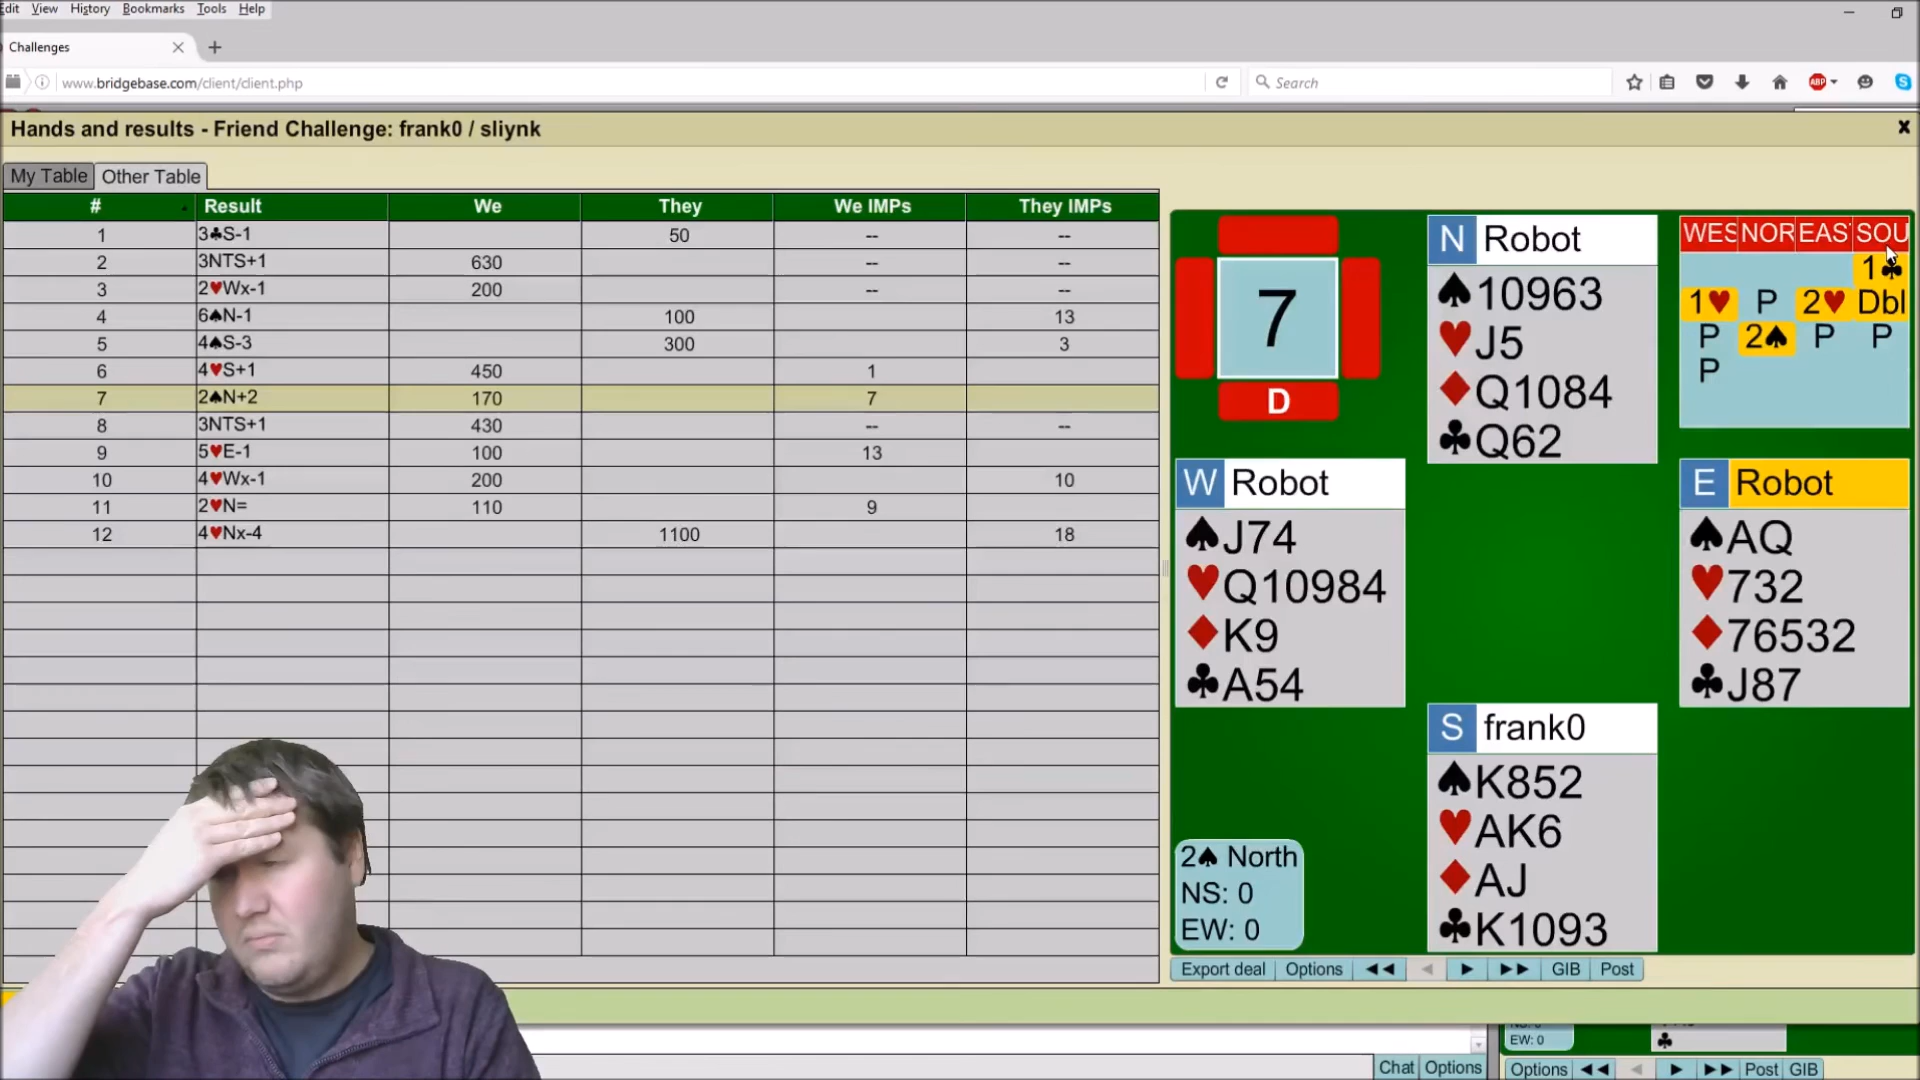 Edit View History Bookmarks Tools Help
Challenges
www.bridgebase.com/client/client.php
Search
ABP
Hands and results - Friend Challenge: frank0 / sliynk
My Table Other Table
# Result We They We IMPs They IMPs
1 3♣S-1 50 -- --
2 3NTS+1 630 -- --
3 2♥Wx-1 200 -- --
4 6♠N-1 100 13
5 4♠S-3 300 3
6 4♥S+1 450 1
7 2♠N+2 170 7
8 3NTS+1 430 -- --
9 5♥E-1 100 13
10 4♥Wx-1 200 10
11 2♥N= 110 9
12 4♥Nx-4 1100 18
7
D
N Robot
♠10963
♥J5
♦Q1084
♣Q62
WES NOR EAS SOU
1♣
1♥ P 2♥ Dbl
P 2♠ P P
P
W Robot
♠J74
♥Q10984
♦K9
♣A54
E Robot
♠AQ
♥732
♦76532
♣J87
S frank0
♠K852
♥AK6
♦AJ
♣K1093
2♠ North
NS: 0
EW: 0
Export deal Options GIB Post
EW: 0
♣
Chat Options
Options Post GIB